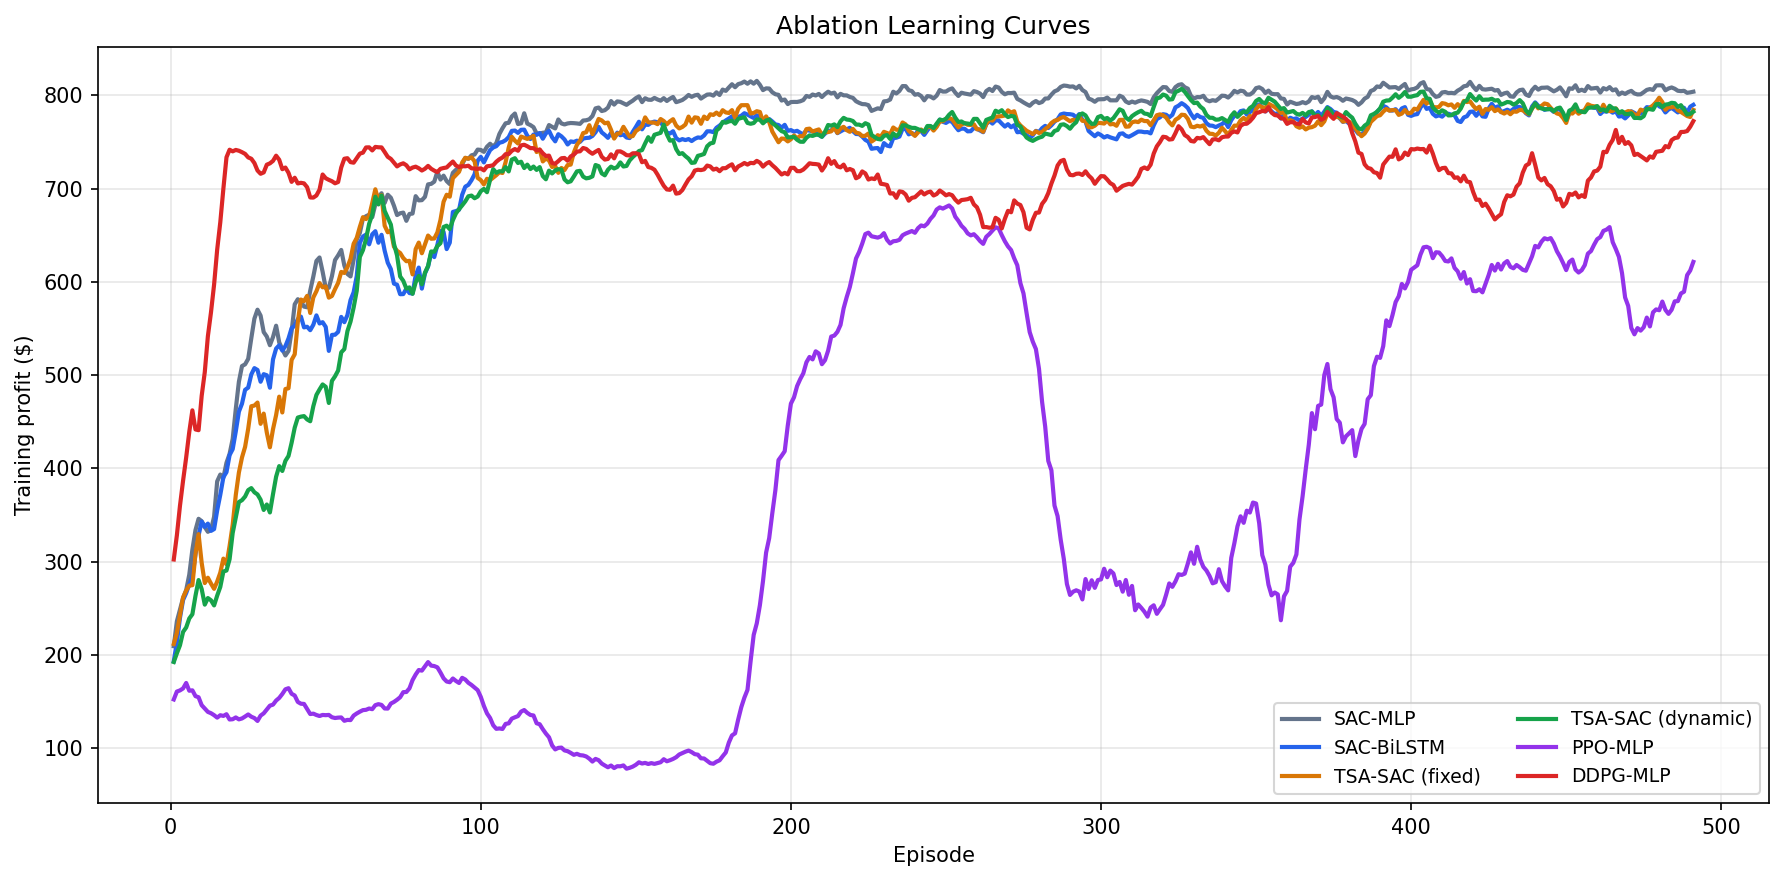 Ablation Learning Curves
Training profit ($)
800
700
600
500
400
300
200
100
0 100 200 300 400 500
Episode
SAC-MLP
SAC-BiLSTM
TSA-SAC (fixed)
TSA-SAC (dynamic)
PPO-MLP
DDPG-MLP